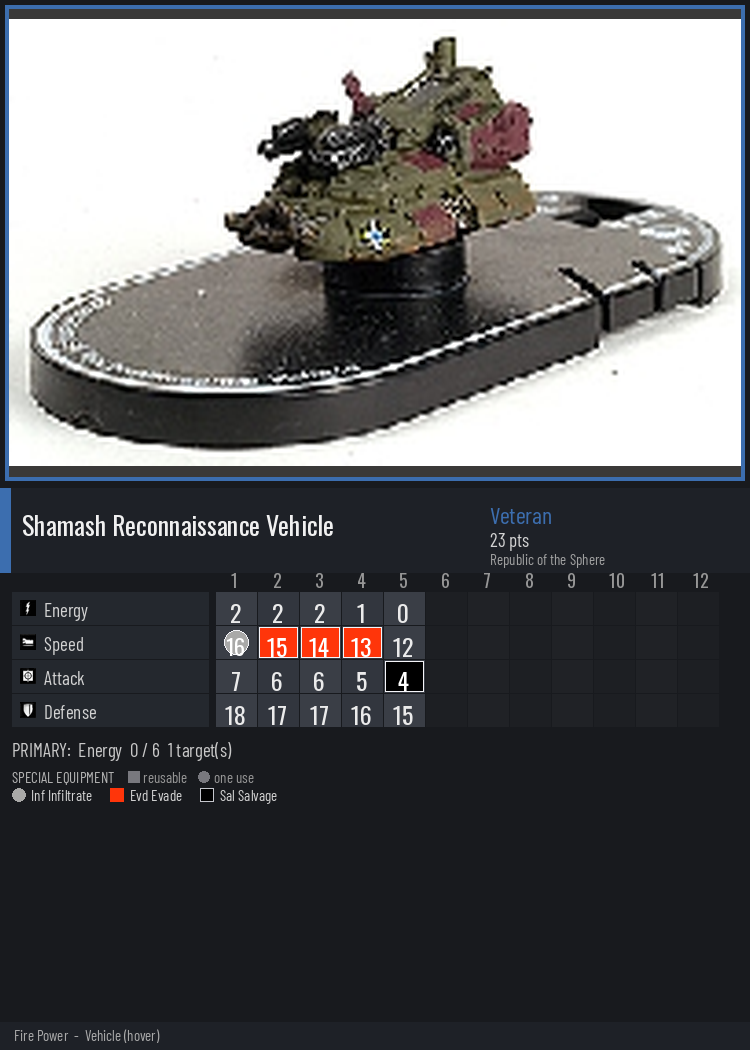 Shamash Reconnaissance Vehicle
Veteran
23 pts
Republic of the Sphere
1 2 3 4 5 6 7 8 9 10 11 12
Energy 2 2 2 1 0
Speed 16 15 14 13 12
Attack 7 6 6 5 4
Defense 18 17 17 16 15
PRIMARY: Energy 0 / 6 1 target(s)
SPECIAL EQUIPMENT reusable one use
Inf Infiltrate Evd Evade Sal Salvage
Fire Power - Vehicle (hover)